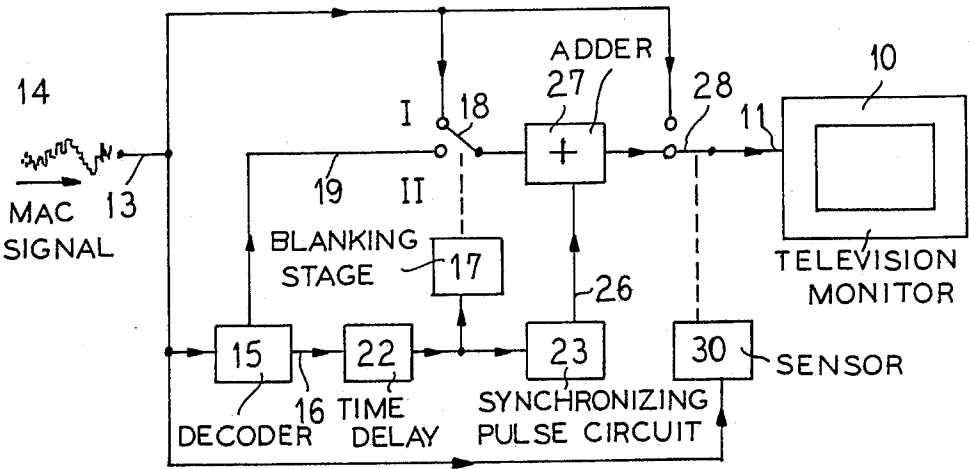 ADDER
14
27
28
11
10
I
18
13
19
II
+
MAC
SIGNAL
BLANKING
STAGE
17
26
TELEVISION
MONITOR
15
16
22
23
30
SENSOR
DECODER
TIME
DELAY
SYNCHRONIZING
PULSE CIRCUIT